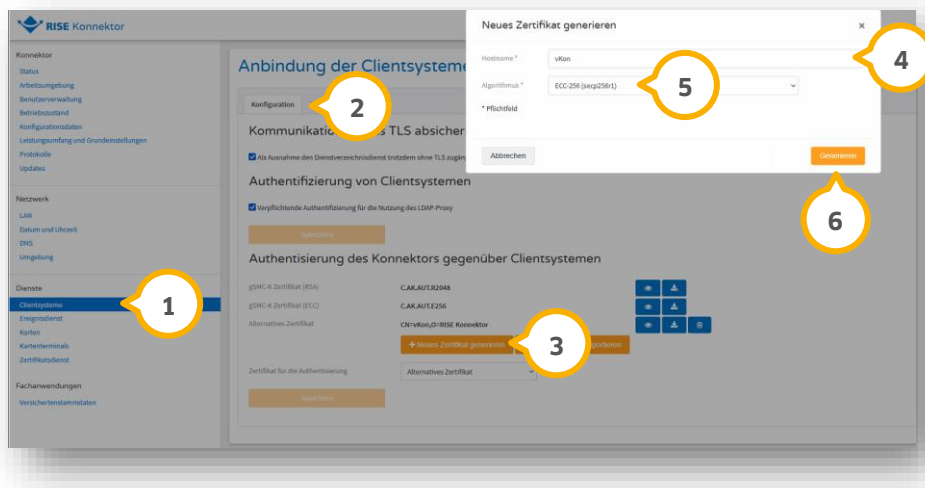 RISE Konnektor
Konnektor
Status
Arbeitsumgebung
Benutzerverwaltung
Betriebszustand
Konfigurationsdaten
Leistungsumfang und Grundeinstellungen
Protokolle
Updates
Netzwerk
LAN
Datum und Uhrzeit
DNS
Umgebung
Dienste
Clientsysteme
Ereignisdienst
Karten
Kartenterminals
Zertifikatsdienst
Fachanwendungen
Versichertenstammdaten
1
Anbindung der Clientsysteme
Konfiguration
2
TLS absicher
Als Ausnahme den Dienstverzeichnisdienst trotzdem ohne TLS
Authentifizierung von Clientsystemen
Verpflichtende Authentifizierung für die Nutzung des LDAP-Proxy
Speichern
Authentisierung des Konnektors gegenüber Clientsystemen
gSMC-K Zertifikat (RSA) C.AK.AUT.R2048
gSMC-K Zertifikat (ECC) C.AK.AUT.E256
Alternatives Zertifikat CN=vKon,O=RISE Konnektor
+ Neues Zertifikat generieren
3
Zertifikat für die Authentisierung Alternatives Zertifikat
Speichern
Neues Zertifikat generieren ×
Hostname * vKon
4
Algorithmus * ECC-256 (secp256r1)
5
* Pflichtfeld
Abbrechen Generieren
6